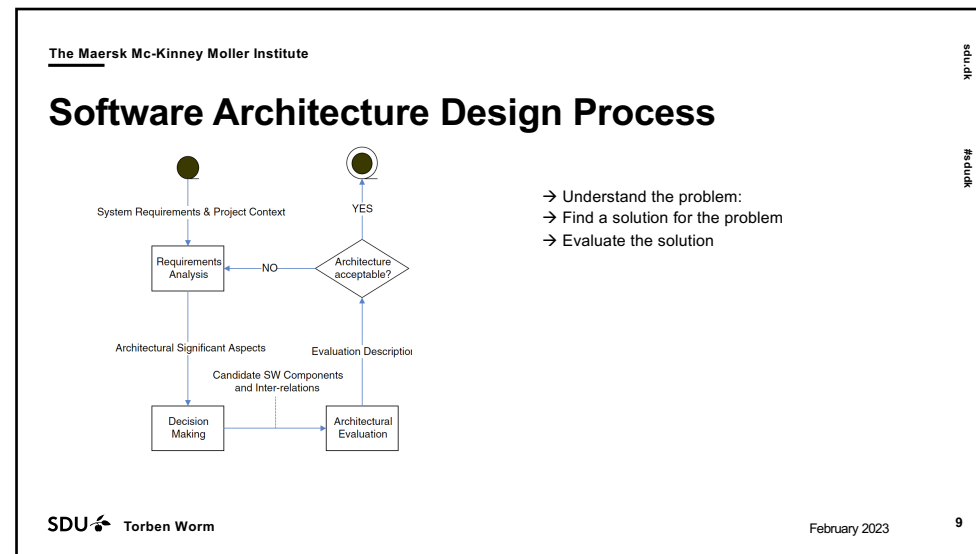 The Maersk Mc-Kinney Moller Institute
sdu.dk
#sdudk
Software Architecture Design Process
System Requirements & Project Context
YES
Requirements
Analysis
NO
Architecture
acceptable?
Architectural Significant Aspects
Evaluation Description
Candidate SW Components
and Inter-relations
Decision
Making
Architectural
Evaluation
→ Understand the problem:
→ Find a solution for the problem
→ Evaluate the solution
SDU
Torben Worm
February 2023
9